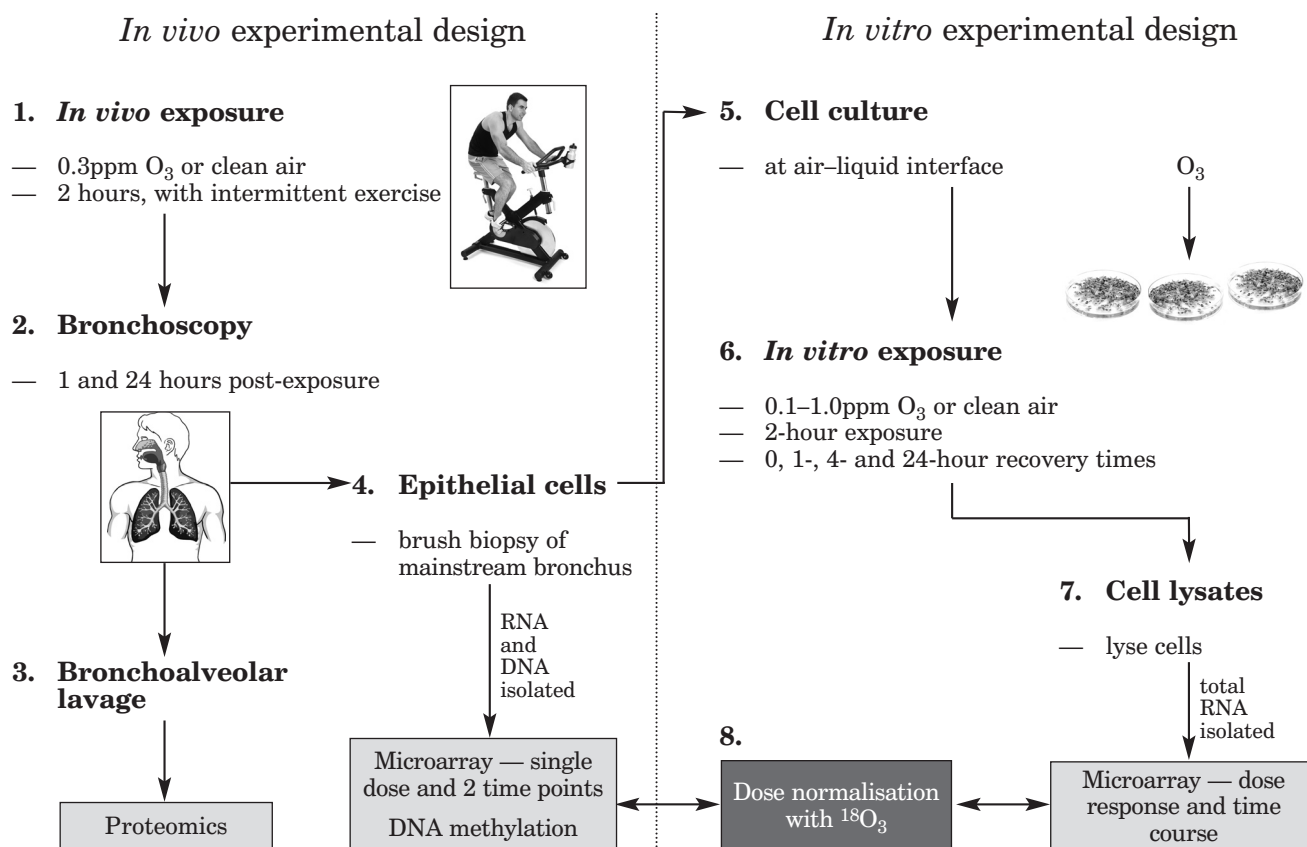 In vivo experimental design
1. In vivo exposure
— 0.3ppm O₃ or clean air
— 2 hours, with intermittent exercise
2. Bronchoscopy
— 1 and 24 hours post-exposure
3. Bronchoalveolar
lavage
Proteomics
4. Epithelial cells
— brush biopsy of
mainstream bronchus
RNA
and
DNA
isolated
Microarray — single
dose and 2 time points
DNA methylation
In vitro experimental design
5. Cell culture
— at air–liquid interface
O₃
6. In vitro exposure
— 0.1–1.0ppm O₃ or clean air
— 2-hour exposure
— 0, 1-, 4- and 24-hour recovery times
7. Cell lysates
— lyse cells
total
RNA
isolated
Microarray — dose
response and time
course
8.
Dose normalisation
with ¹⁸O₃